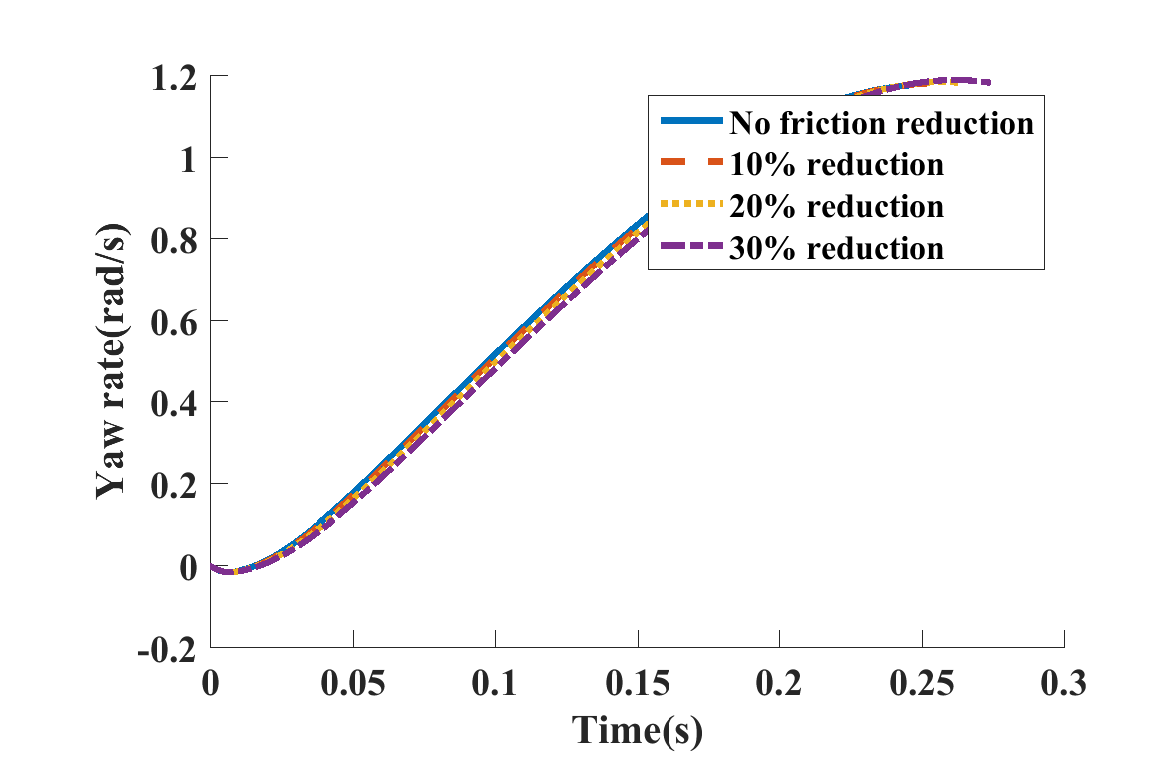 1.2
1
0.8
0.6
0.4
0.2
0
-0.2
Yaw rate(rad/s)
No friction reduction
10% reduction
20% reduction
30% reduction
0 0.05 0.1 0.15 0.2 0.25 0.3
Time(s)